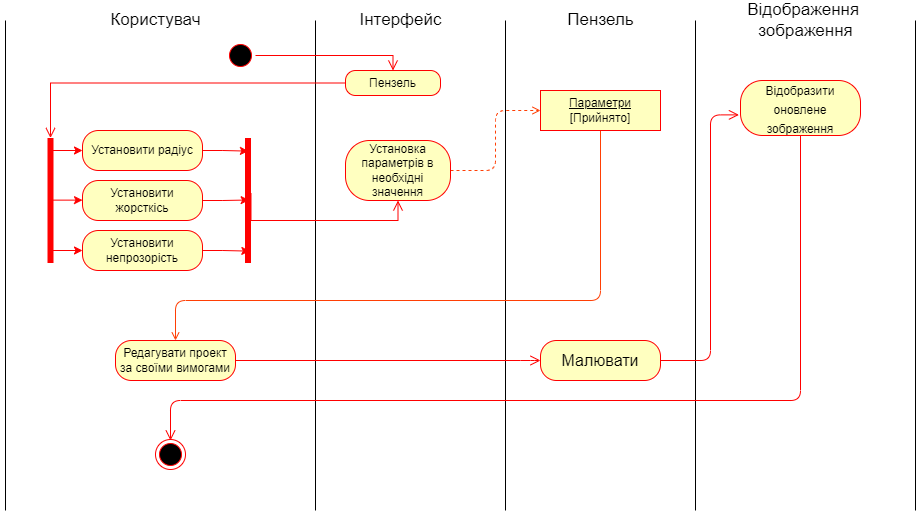 Користувач
Інтерфейс
Пензель
Відображення
зображення
Пензель
Установити радіус
Установити
жорсткісь
Установити
непрозорість
Установка
параметрів в
необхідні
значення
Параметри
[Прийнято]
Відобразити
оновлене
зображення
Редагувати проект
за своїми вимогами
Малювати